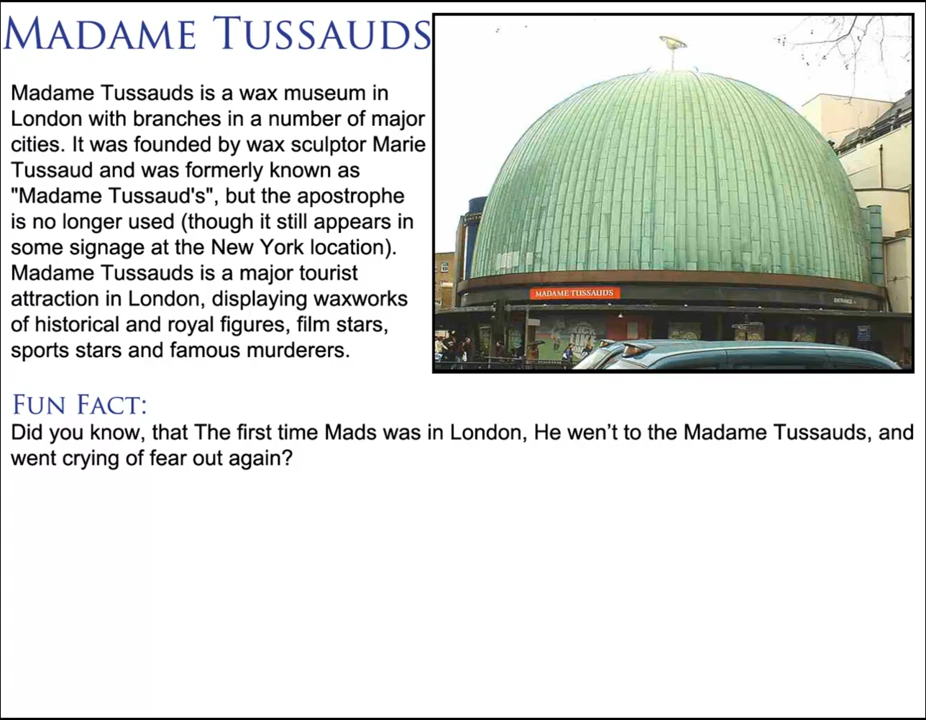 MADAME TUSSAUDS
Madame Tussauds is a wax museum in
London with branches in a number of major
cities. It was founded by wax sculptor Marie
Tussaud and was formerly known as
"Madame Tussaud's", but the apostrophe
is no longer used (though it still appears in
some signage at the New York location).
Madame Tussauds is a major tourist
attraction in London, displaying waxworks
of historical and royal figures, film stars,
sports stars and famous murderers.
MADAME TUSSAUDS
ENTRANCE
FUN FACT:
Did you know, that The first time Mads was in London, He wen’t to the Madame Tussauds, and
went crying of fear out again?